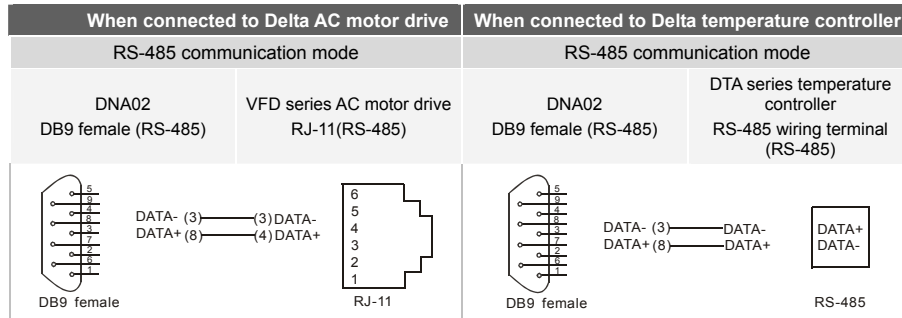 When connected to Delta AC motor drive
When connected to Delta temperature controller
RS-485 communication mode
RS-485 communication mode
DNA02
DB9 female (RS-485)
VFD series AC motor drive
RJ-11(RS-485)
DNA02
DB9 female (RS-485)
DTA series temperature
controller
RS-485 wiring terminal
(RS-485)
5
9
4
8
3
7
2
6
1
DB9 female
DATA- (3) (3)DATA-
DATA+(8) (4)DATA+
6
5
4
3
2
1
RJ-11
5
9
4
8
3
7
2
6
1
DB9 female
DATA- (3) DATA-
DATA+(8) DATA+
DATA+
DATA-
RS-485